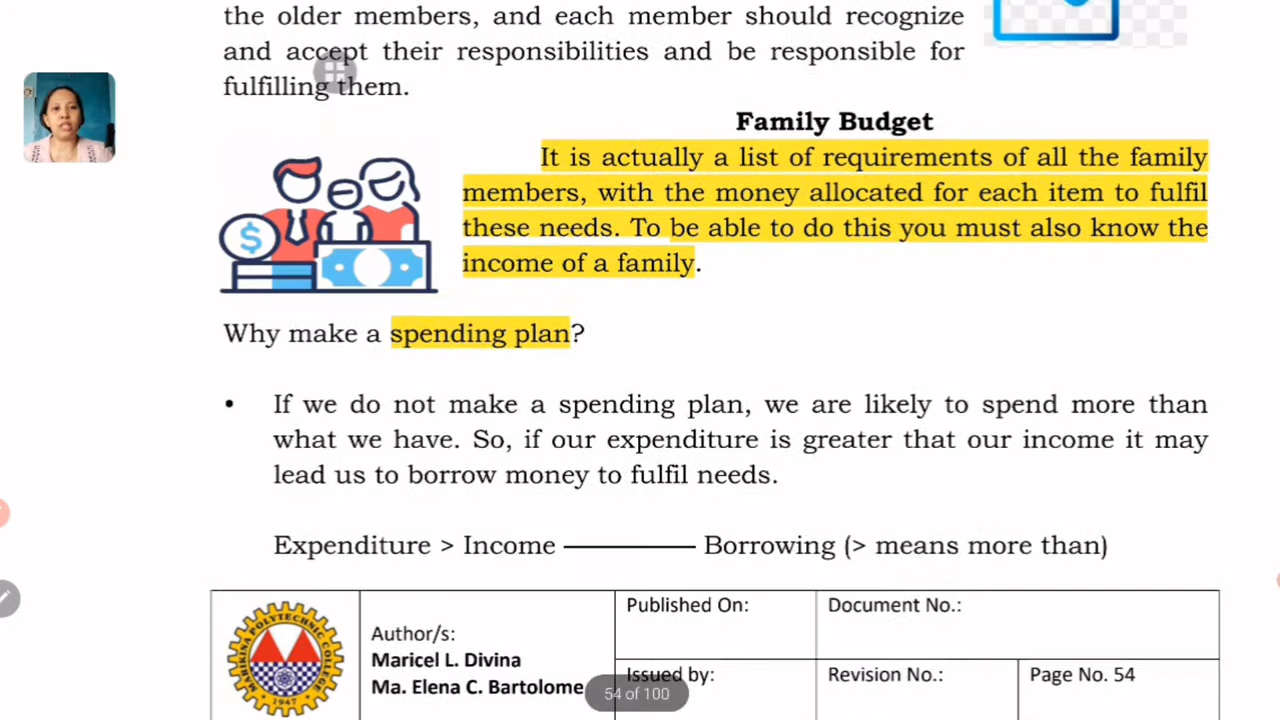 the older members, and each member should recognize
and accept their responsibilities and be responsible for
fulfilling them.
Family Budget
It is actually a list of requirements of all the family
members, with the money allocated for each item to fulfil
these needs. To be able to do this you must also know the
income of a family.
Why make a spending plan?
• If we do not make a spending plan, we are likely to spend more than
what we have. So, if our expenditure is greater that our income it may
lead us to borrow money to fulfil needs.
Expenditure > Income ———— Borrowing (> means more than)
MARIKINA POLYTECHNIC COLLEGE
1947
Author/s:
Maricel L. Divina
Ma. Elena C. Bartolome
Published On:
Document No.:
Issued by:
Revision No.:
Page No. 54
54 of 100